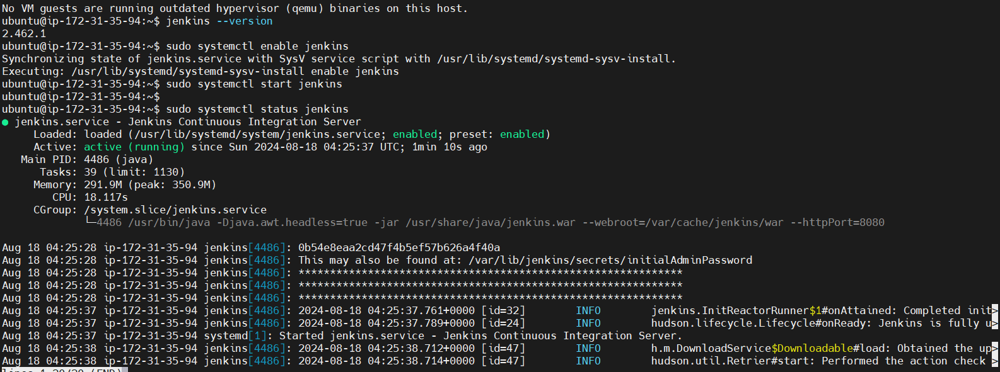 No VM guests are running outdated hypervisor (qemu) binaries on this host.
ubuntu@ip-172-31-35-94:~$ jenkins --version
2.462.1
ubuntu@ip-172-31-35-94:~$ sudo systemctl enable jenkins
Synchronizing state of jenkins.service with SysV service script with /usr/lib/systemd/systemd-sysv-install.
Executing: /usr/lib/systemd/systemd-sysv-install enable jenkins
ubuntu@ip-172-31-35-94:~$ sudo systemctl start jenkins
ubuntu@ip-172-31-35-94:~$
ubuntu@ip-172-31-35-94:~$ sudo systemctl status jenkins
● jenkins.service - Jenkins Continuous Integration Server
Loaded: loaded (/usr/lib/systemd/system/jenkins.service; enabled; preset: enabled)
Active: active (running) since Sun 2024-08-18 04:25:37 UTC; 1min 10s ago
Main PID: 4486 (java)
Tasks: 39 (limit: 1130)
Memory: 291.9M (peak: 350.9M)
CPU: 18.117s
CGroup: /system.slice/jenkins.service
└─4486 /usr/bin/java -Djava.awt.headless=true -jar /usr/share/java/jenkins.war --webroot=/var/cache/jenkins/war --httpPort=8080
Aug 18 04:25:28 ip-172-31-35-94 jenkins[4486]: 0b54e8eaa2cd47f4b5ef57b626a4f40a
Aug 18 04:25:28 ip-172-31-35-94 jenkins[4486]: This may also be found at: /var/lib/jenkins/secrets/initialAdminPassword
Aug 18 04:25:28 ip-172-31-35-94 jenkins[4486]: *************************************************************
Aug 18 04:25:28 ip-172-31-35-94 jenkins[4486]: *************************************************************
Aug 18 04:25:28 ip-172-31-35-94 jenkins[4486]: *************************************************************
Aug 18 04:25:37 ip-172-31-35-94 jenkins[4486]: 2024-08-18 04:25:37.761+0000 [id=32] INFO jenkins.InitReactorRunner$1#onAttained: Completed init>
Aug 18 04:25:37 ip-172-31-35-94 jenkins[4486]: 2024-08-18 04:25:37.789+0000 [id=24] INFO hudson.lifecycle.Lifecycle#onReady: Jenkins is fully u>
Aug 18 04:25:37 ip-172-31-35-94 systemd[1]: Started jenkins.service - Jenkins Continuous Integration Server.
Aug 18 04:25:38 ip-172-31-35-94 jenkins[4486]: 2024-08-18 04:25:38.712+0000 [id=47] INFO h.m.DownloadService$Downloadable#load: Obtained the up>
Aug 18 04:25:38 ip-172-31-35-94 jenkins[4486]: 2024-08-18 04:25:38.714+0000 [id=47] INFO hudson.util.Retrier#start: Performed the action check >
lines 1-20/20 (END)